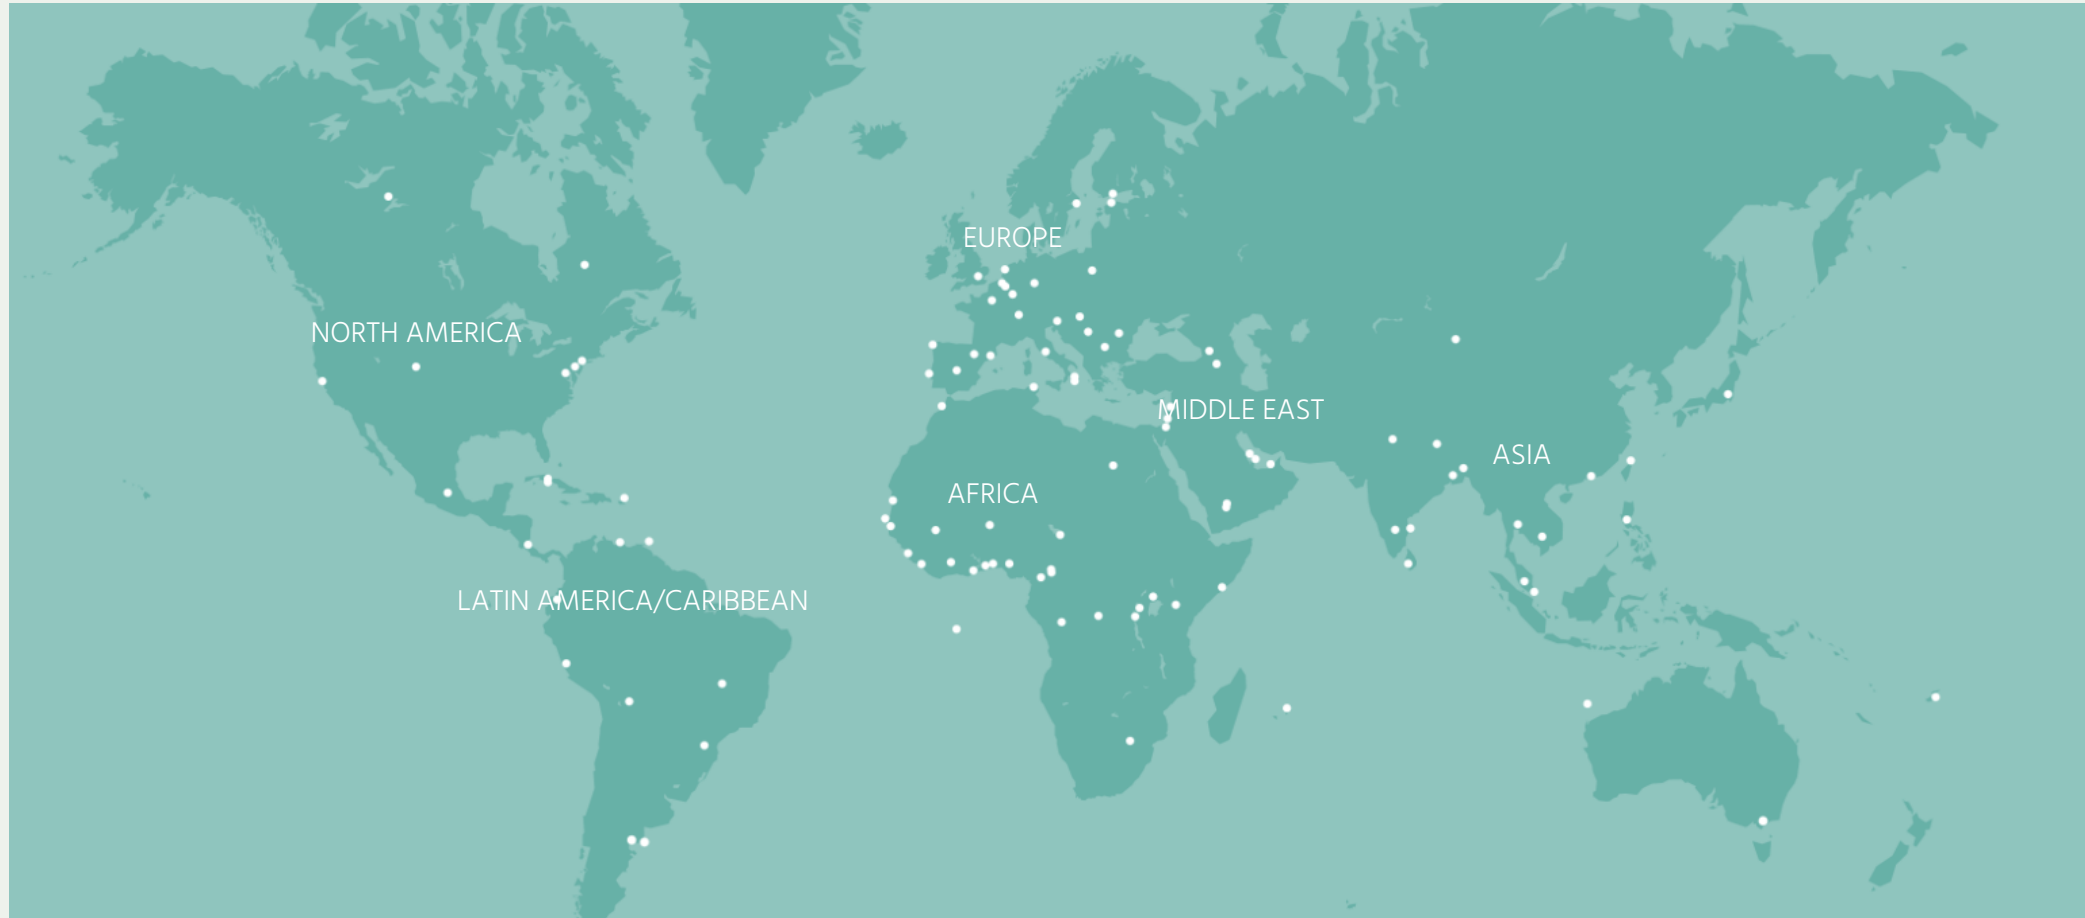 EUROPE
NORTH AMERICA
MIDDLE EAST
ASIA
AFRICA
LATIN AMERICA/CARIBBEAN